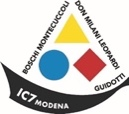 BOSCHI MONTECUCCOLI
DON MILANI LEOPARDI
GUIDOTTI
IC7 MODENA